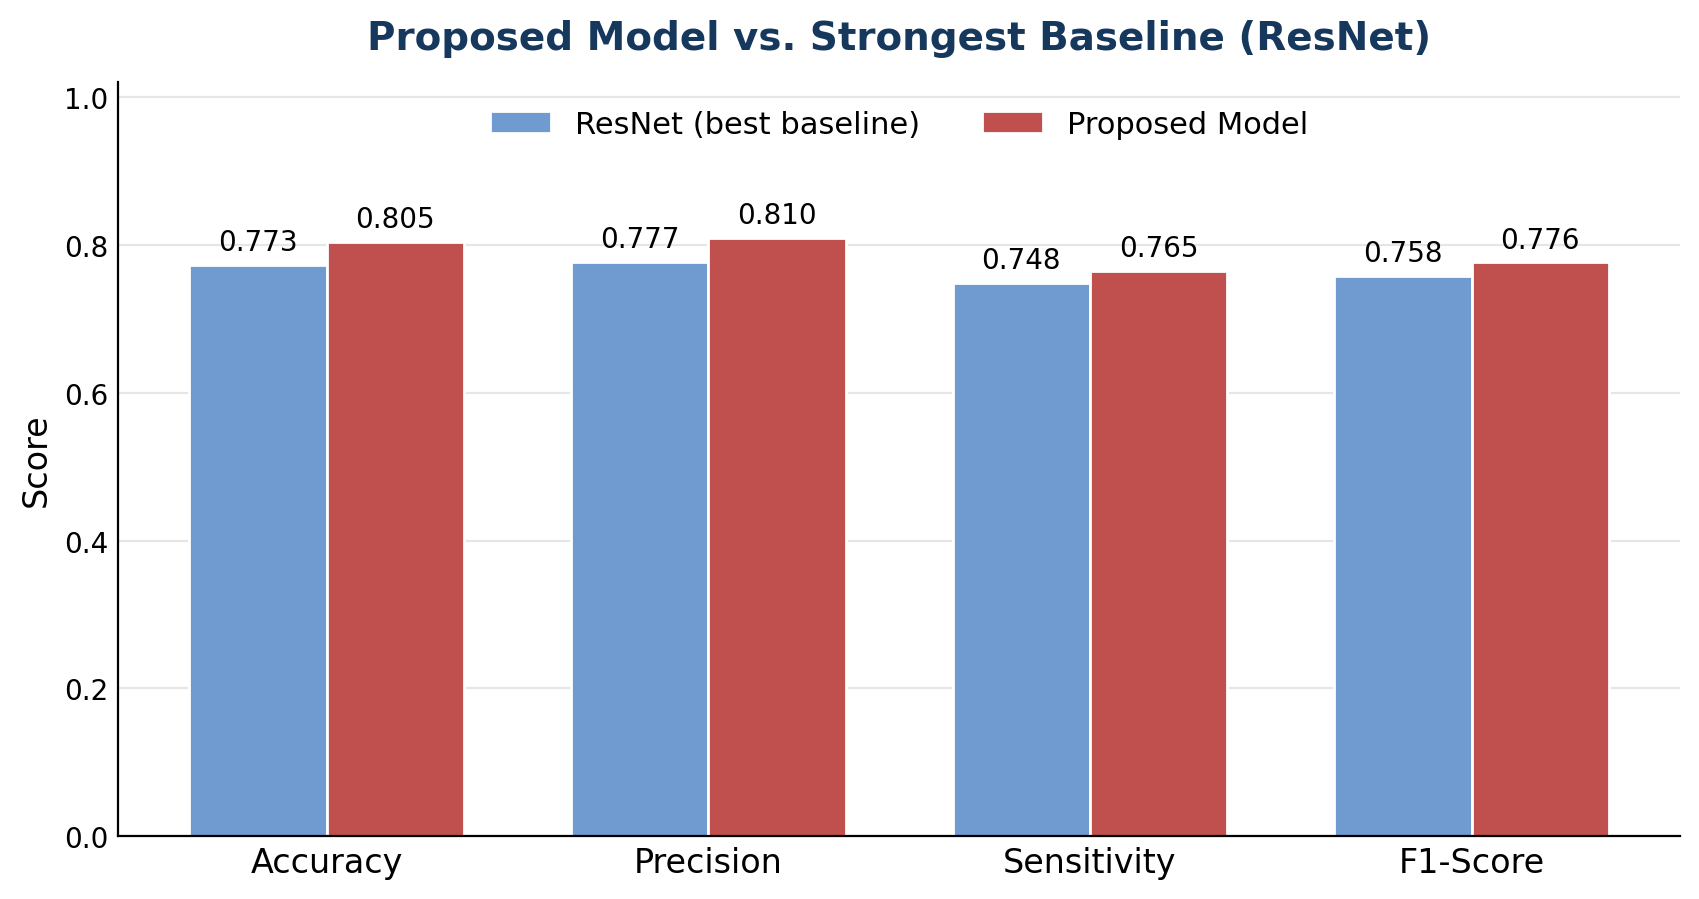 Proposed Model vs. Strongest Baseline (ResNet)
ResNet (best baseline) Proposed Model
1.0
0.8
0.6
0.4
0.2
0.0
Score
0.773 0.805 0.777 0.810 0.748 0.765 0.758 0.776
Accuracy Precision Sensitivity F1-Score